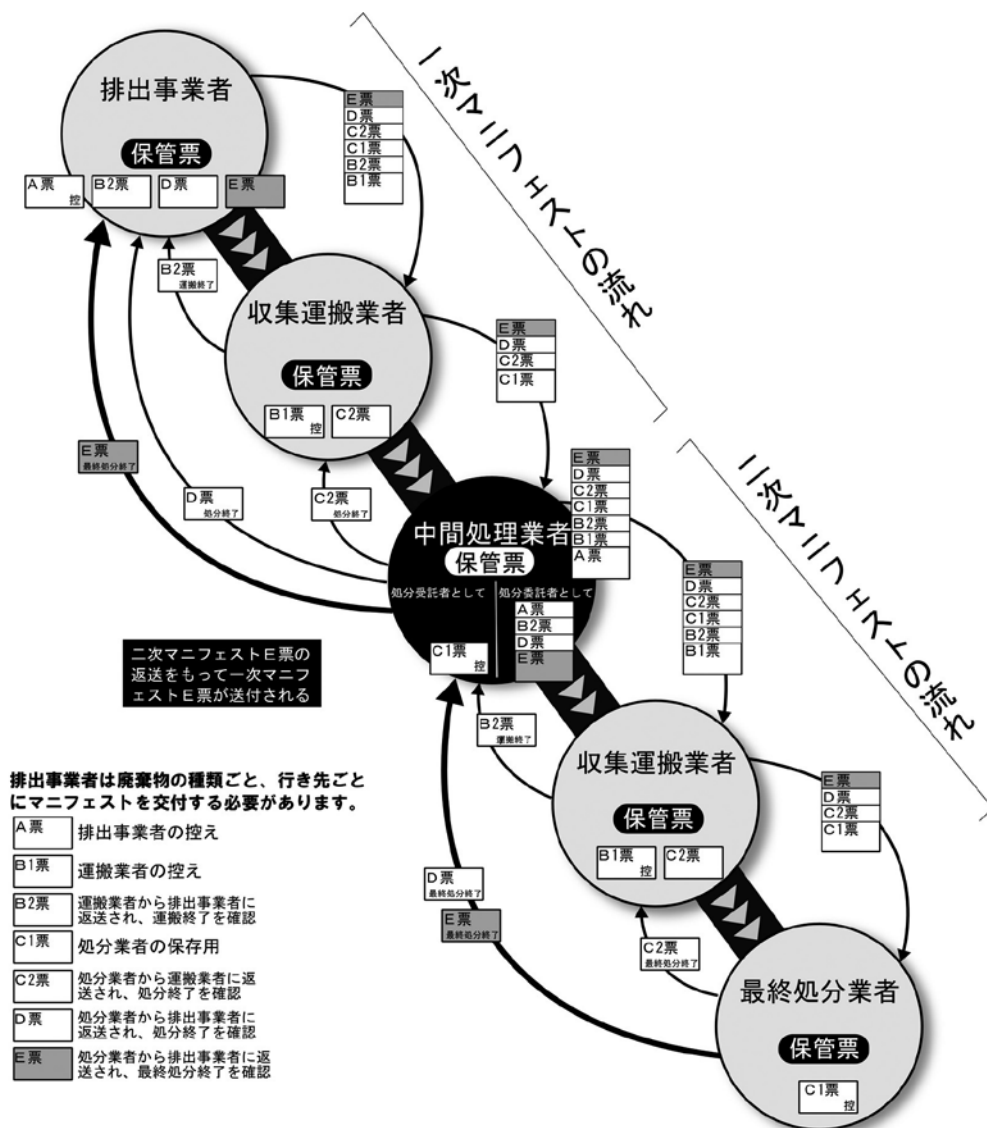 排出事業者
保管票
A票
控
B2票
D票
E票
E票
D票
C2票
C1票
B2票
B1票
一次マニフェストの流れ
B2票
運搬終了
収集運搬業者
保管票
B1票
控
C2票
E票
D票
C2票
C1票
E票
最終処分終了
D票
処分終了
C2票
処分終了
中間処理業者
保管票
処分受託者として
処分委託者として
C1票
控
A票
B2票
D票
E票
E票
D票
C2票
C1票
B2票
B1票
A票
二次マニフェストの流れ
E票
D票
C2票
C1票
B2票
B1票
二次マニフェストE票の
返送をもって一次マニフ
ェストE票が送付される
B2票
運搬終了
収集運搬業者
保管票
B1票
控
C2票
E票
D票
C2票
C1票
D票
最終処分終了
E票
最終処分終了
C2票
最終処分終了
最終処分業者
保管票
C1票
控
排出事業者は廃棄物の種類ごと、行き先ごと
にマニフェストを交付する必要があります。
A票
排出事業者の控え
B1票
運搬業者の控え
B2票
運搬業者から排出事業者に
返送され、運搬終了を確認
C1票
処分業者の保存用
C2票
処分業者から運搬業者に返
送され、処分終了を確認
D票
処分業者から排出事業者に
返送され、処分終了を確認
E票
処分業者から排出事業者に返
送され、最終処分終了を確認